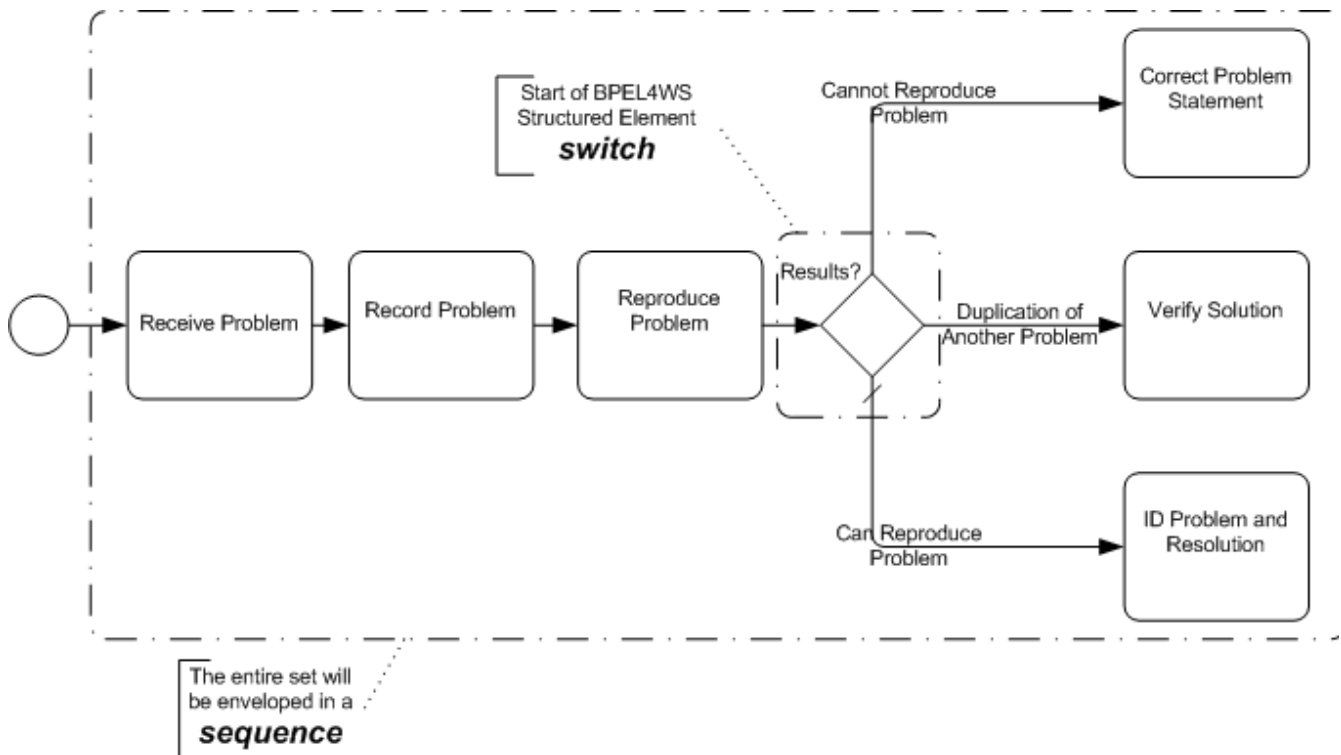 Start of BPEL4WS
Structured Element
switch
Cannot Reproduce
Problem
Correct Problem
Statement
Receive Problem
Record Problem
Reproduce
Problem
Results?
Duplication of
Another Problem
Verify Solution
Can Reproduce
Problem
ID Problem and
Resolution
The entire set will
be enveloped in a
sequence